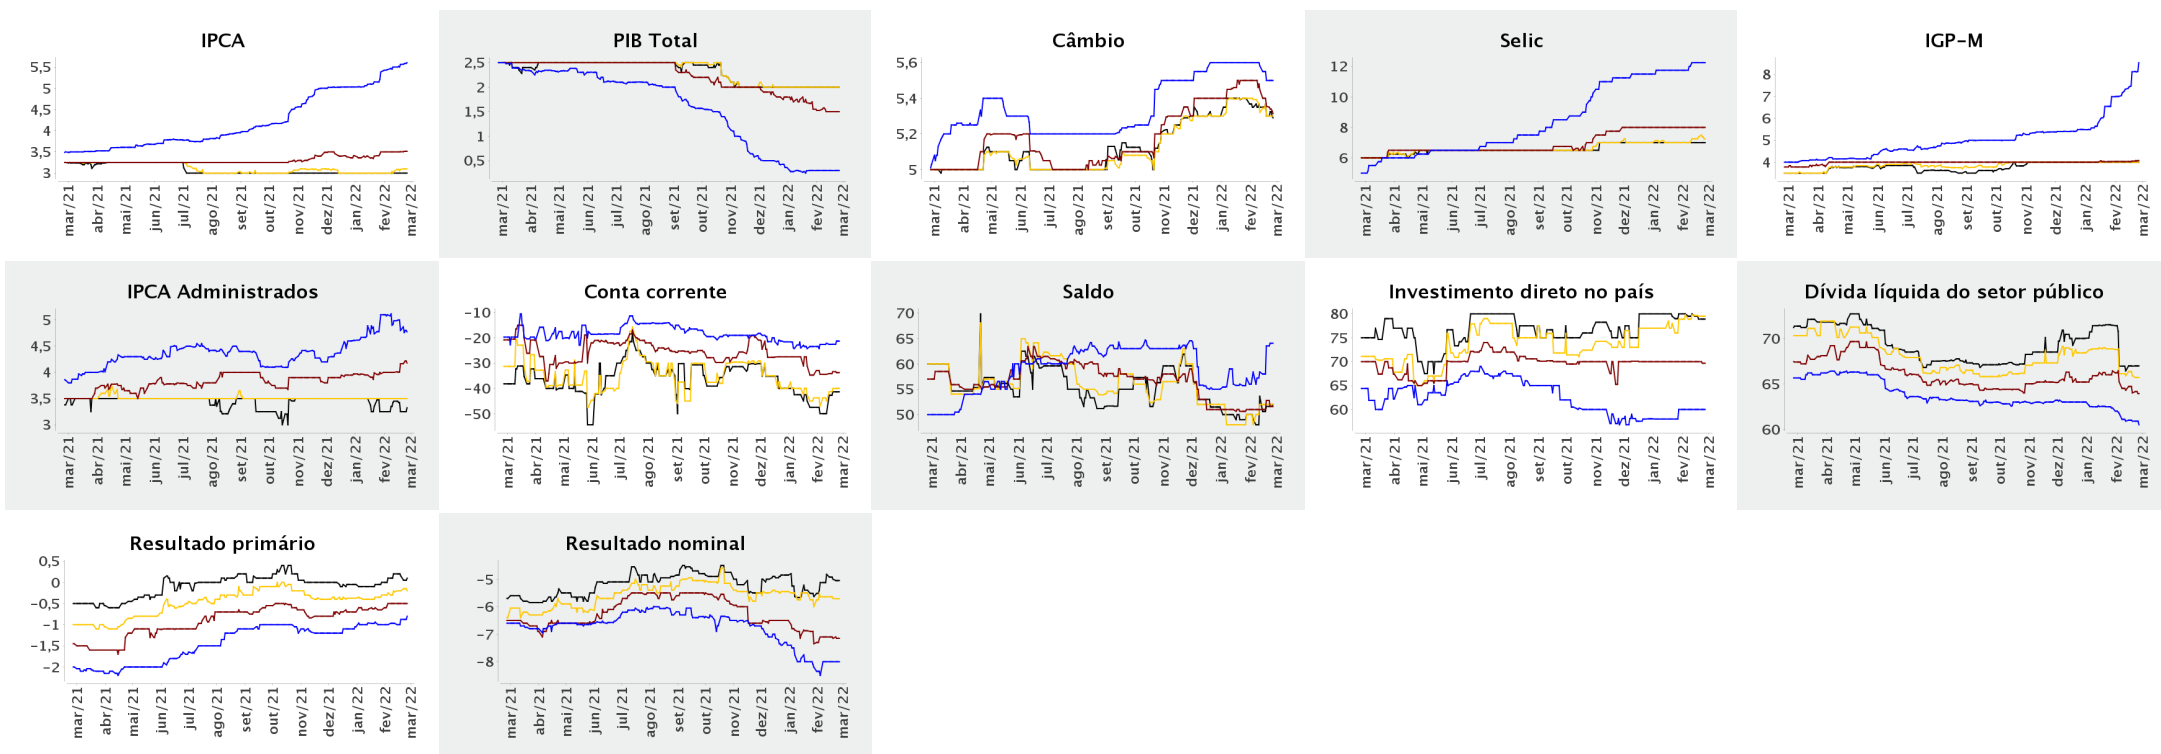 IPCA
5,5
5
4,5
4
3,5
3
mar/21 abr/21 mai/21 jun/21 jul/21 ago/21 set/21 out/21 nov/21 dez/21 jan/22 fev/22 mar/22
PIB Total
2,5
2
1,5
1
0,5
mar/21 abr/21 mai/21 jun/21 jul/21 ago/21 set/21 out/21 nov/21 dez/21 jan/22 fev/22 mar/22
Câmbio
5,6
5,4
5,2
5
mar/21 abr/21 mai/21 jun/21 jul/21 ago/21 set/21 out/21 nov/21 dez/21 jan/22 fev/22 mar/22
Selic
12
10
8
6
mar/21 abr/21 mai/21 jun/21 jul/21 ago/21 set/21 out/21 nov/21 dez/21 jan/22 fev/22 mar/22
IGP-M
8
7
6
5
4
mar/21 abr/21 mai/21 jun/21 jul/21 ago/21 set/21 out/21 nov/21 dez/21 jan/22 fev/22 mar/22
IPCA Administrados
5
4,5
4
3,5
3
mar/21 abr/21 mai/21 jun/21 jul/21 ago/21 set/21 out/21 nov/21 dez/21 jan/22 fev/22 mar/22
Conta corrente
-10
-20
-30
-40
-50
mar/21 abr/21 mai/21 jun/21 jul/21 ago/21 set/21 out/21 nov/21 dez/21 jan/22 fev/22 mar/22
Saldo
70
65
60
55
50
mar/21 abr/21 mai/21 jun/21 jul/21 ago/21 set/21 out/21 nov/21 dez/21 jan/22 fev/22 mar/22
Investimento direto no país
80
75
70
65
60
mar/21 abr/21 mai/21 jun/21 jul/21 ago/21 set/21 out/21 nov/21 dez/21 jan/22 fev/22 mar/22
Dívida líquida do setor público
70
65
60
mar/21 abr/21 mai/21 jun/21 jul/21 ago/21 set/21 out/21 nov/21 dez/21 jan/22 fev/22 mar/22
Resultado primário
0,5
0
-0,5
-1
-1,5
-2
mar/21 abr/21 mai/21 jun/21 jul/21 ago/21 set/21 out/21 nov/21 dez/21 jan/22 fev/22 mar/22
Resultado nominal
-5
-6
-7
-8
mar/21 abr/21 mai/21 jun/21 jul/21 ago/21 set/21 out/21 nov/21 dez/21 jan/22 fev/22 mar/22